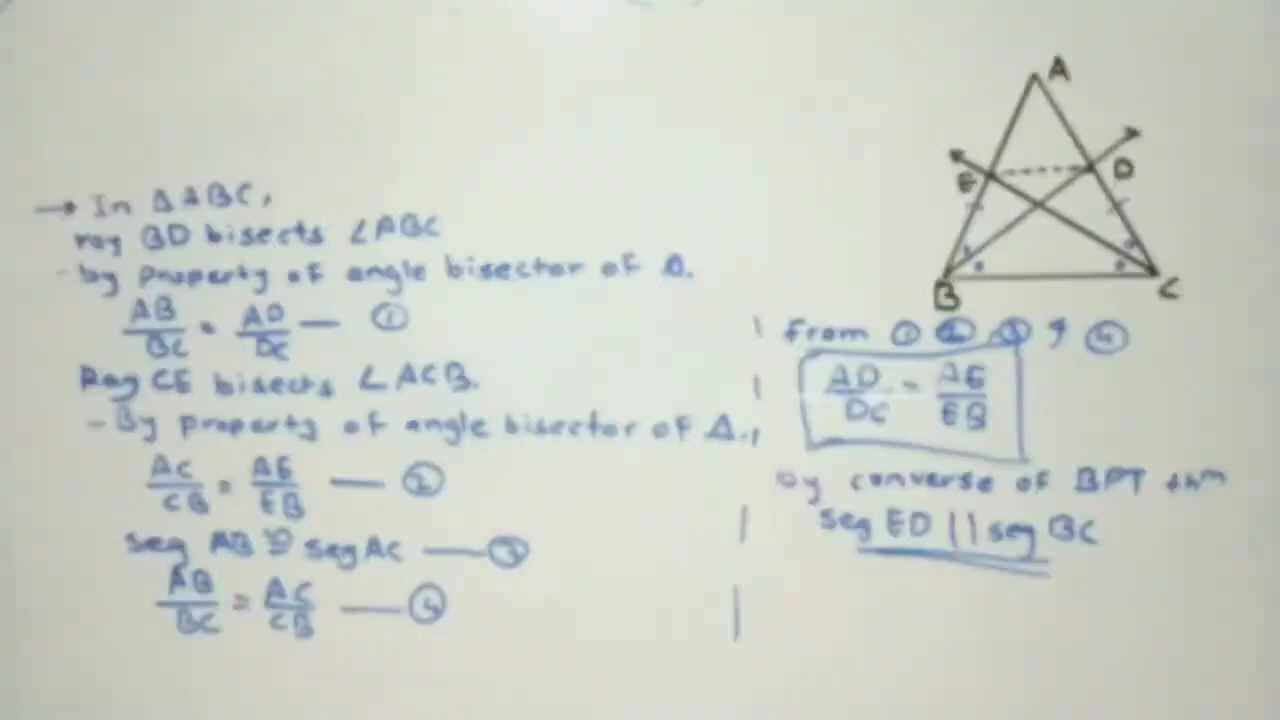 → In ΔABC,
ray BD bisects ∠ABC
- by property of angle bisector of Δ.
AB/BC = AD/DC — ①
Ray CE bisects ∠ACB.
- By property of angle bisector of Δ.
AC/CB = AE/EB — ②
seg AB ≅ seg AC — ③
AB/BC = AC/CB — ④
A
E
D
B
C
from ① ② ③ & ④
AD/DC = AE/EB
by converse of BPT thm
seg ED || seg BC